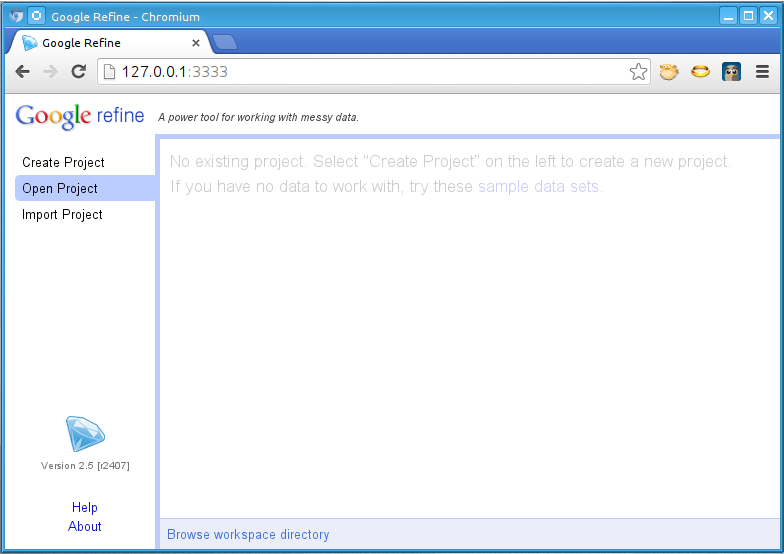 Google Refine - Chromium
Google Refine
127.0.0.1:3333
Google refine
A power tool for working with messy data.
Create Project
Open Project
Import Project
No existing project. Select "Create Project" on the left to create a new project.
If you have no data to work with, try these sample data sets.
Version 2.5 [r2407]
Help
About
Browse workspace directory